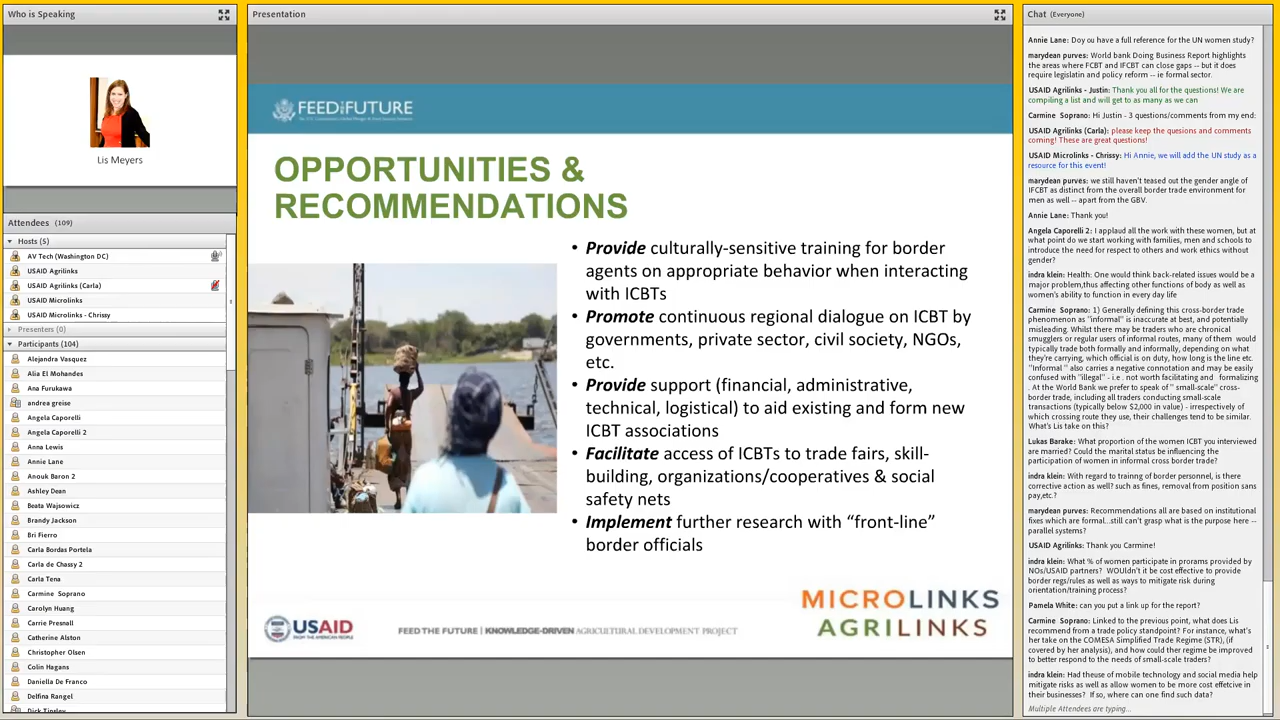 Who is Speaking
Lis Meyers
Attendees (109)
Hosts (5)
AV Tech (Washington DC)
USAID Agrilinks
USAID Agrilinks (Carla)
USAID Microlinks
USAID Microlinks - Chrissy
Presenters (0)
Participants (104)
Alejandra Vasquez
Alia El Mohandes
Ana Furukawa
andrea greise
Angela Caporelli
Angela Caporelli 2
Anna Lewis
Annie Lane
Anouk Baron 2
Ashley Dean
Beata Wajsowicz
Brandy Jackson
Bri Fierro
Carla Bordas Portela
Carla de Chassy 2
Carla Tena
Carmine Soprano
Carolyn Huang
Carrie Presnall
Catherine Alston
Christopher Olsen
Colin Hagans
Daniella De Franco
Delfina Rangel
Dick Tinsley
Presentation
FEED THE FUTURE
OPPORTUNITIES &
RECOMMENDATIONS
• Provide culturally-sensitive training for border
agents on appropriate behavior when interacting
with ICBTs
• Promote continuous regional dialogue on ICBT by
governments, private sector, civil society, NGOs,
etc.
• Provide support (financial, administrative,
technical, logistical) to aid existing and form new
ICBT associations
• Facilitate access of ICBTs to trade fairs, skill-
building, organizations/cooperatives & social
safety nets
• Implement further research with “front-line”
border officials
USAID
FROM THE AMERICAN PEOPLE
FEED THE FUTURE | KNOWLEDGE-DRIVEN AGRICULTURAL DEVELOPMENT PROJECT
MICROLINKS
AGRILINKS
Chat (Everyone)
Annie Lane: Doy ou have a full reference for the UN women study?
marydean purves: World bank Doing Business Report highlights
the areas where FCBT and IFCBT can close gaps -- but it does
require legislatin and policy reform -- ie formal sector.
USAID Agrilinks - Justin: Thank you all for the questions! We are
compiling a list and will get to as many as we can
Carmine Soprano: Hi Justin - 3 questions/comments from my end:
USAID Agrilinks (Carla): please keep the quesions and comments
coming! These are great questions!
USAID Microlinks - Chrissy: Hi Annie, we will add the UN study as a
resource for this event!
marydean purves: we still haven't teased out the gender angle of
IFCBT as distinct from the overall border trade environment for
men as well -- apart from the GBV.
Annie Lane: Thank you!
Angela Caporelli 2: I applaud all the work with these women, but at
what point do we start working with families, men and schools to
introduce the need for respect to others and work ethics without
gender?
indra klein: Health: One would think back-related issues would be a
major problem,thus affecting other functions of body as well as
women's ability to function in every day life
Carmine Soprano: 1) Generally defining this cross-border trade
phenomenon as "informal" is inaccurate at best, and potentially
misleading. Whilst there may be traders who are chronical
smugglers or regular users of informal routes, many of them would
typically trade both formally and informally, depending on what
they're carrying, which official is on duty, how long is the line etc.
"Informal" also carries a negative connotation and may be easily
confused with "illegal" - i.e . not worth facilitating and formalizing
. At the World Bank we prefer to speak of " small-scale" cross-
border trade, including all traders conducting small-scale
transactions (typically below $2,000 in value) - irrespectively of
which crossing route they use, their challenges tend to be similar.
What's Lis take on this?
Lukas Barake: What proportion of the women ICBT you interviewed
are married? Could the marital status be influencing the
participation of women in informal cross border trade?
indra klein: With regard to training of border personnel, is there
corrective action as well? such as fines, removal from position sans
pay,etc.?
marydean purves: Recommendations all are based on institutional
fixes which are formal...still can't grasp what is the purpose here --
parallel systems?
USAID Agrilinks: Thank you Carmine!
indra klein: What % of women participate in prorams provided by
NOs/USAID partners? WOUldn't it be cost effective to provide
border regs/rules as well as ways to mitigate risk during
orientation/training process?
Pamela White: can you put a link up for the report?
Carmine Soprano: Linked to the previous point, what does Lis
recommend from a trade policy standpoint? For instance, what's
her take on the COMESA Simplified Trade Regime (STR), (if
covered by her analysis), and how could ther regime be improved
to better respond to the needs of small-scale traders?
indra klein: Had theuse of mobile technology and social media help
mitigate risks as well as allow women to be more cost effetcive in
their businesses? If so, where can one find such data?
Multiple Attendees are typing...